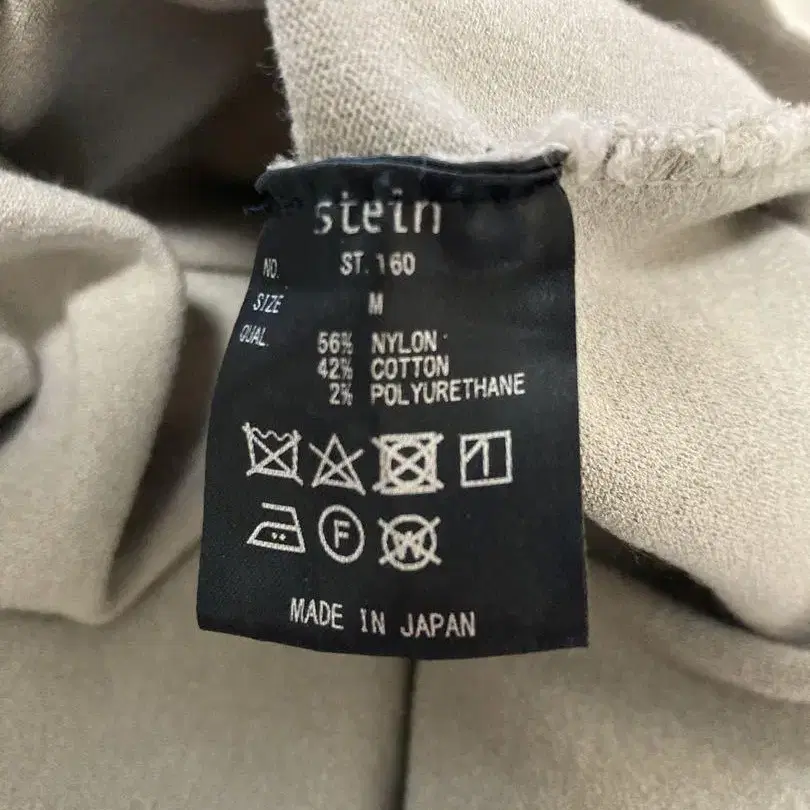 stein
NO. ST.160
SIZE M
QUAL. 56% NYLON
42% COTTON
2% POLYURETHANE
F W
MADE IN JAPAN